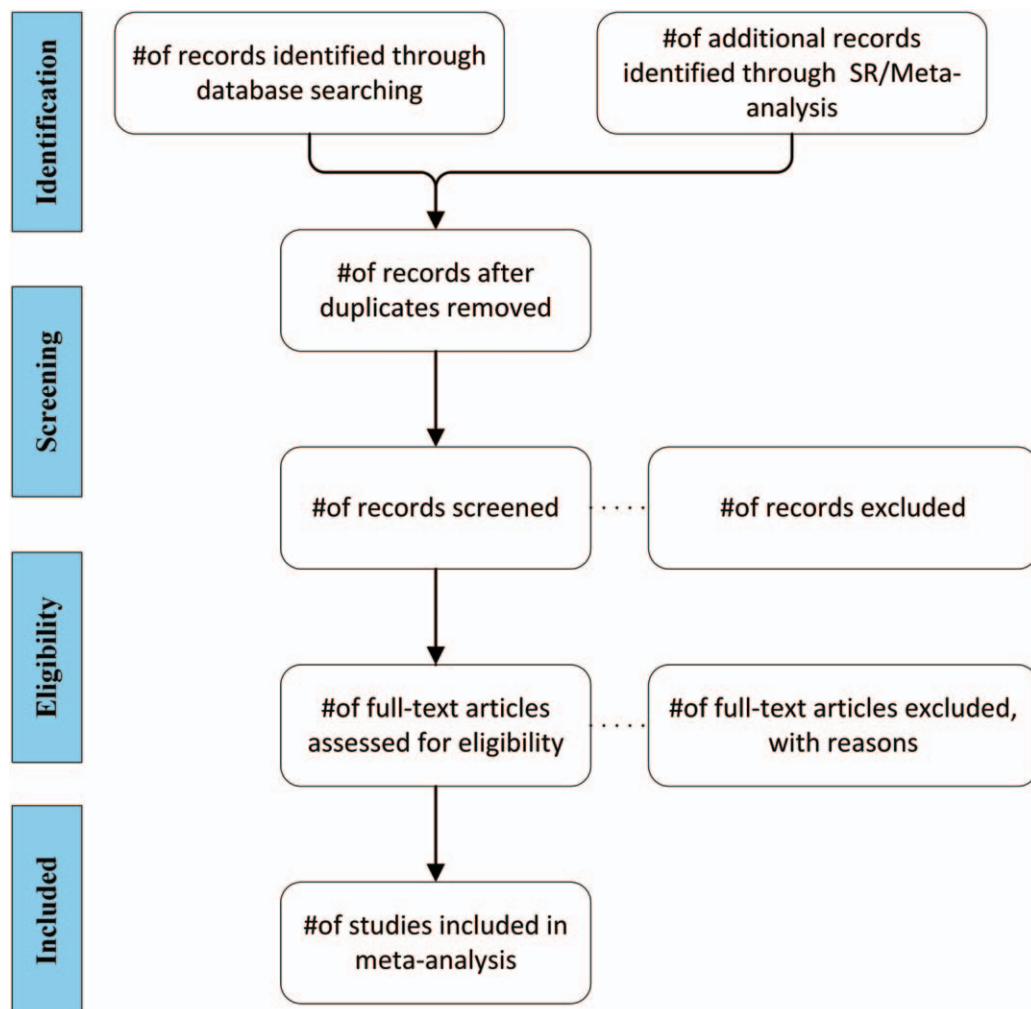 Identification
#of records identified through
database searching
#of additional records
identified through SR/Meta-
analysis
#of records after
duplicates removed
Screening
#of records screened
#of records excluded
Eligibility
#of full-text articles
assessed for eligibility
#of full-text articles excluded,
with reasons
Included
#of studies included in
meta-analysis